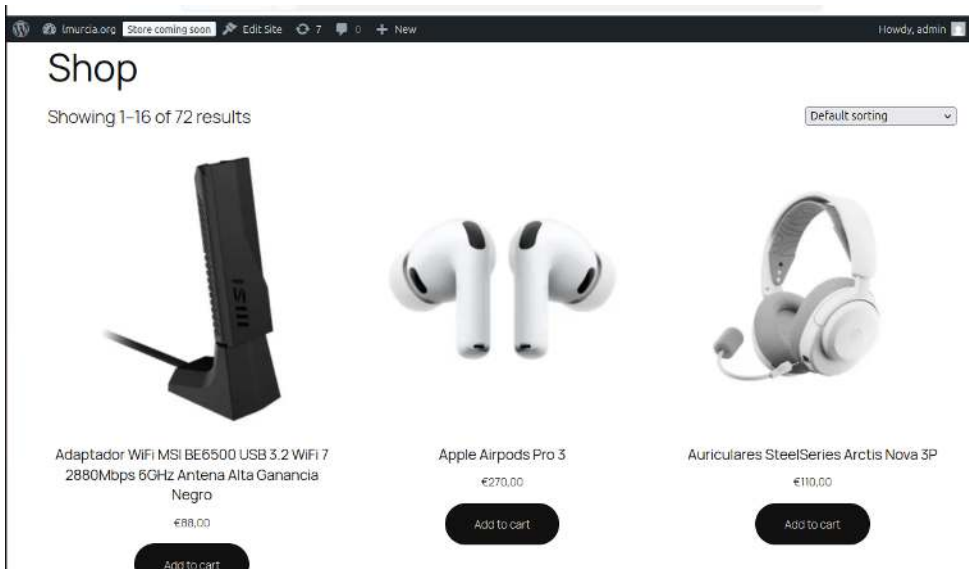 lmurcia.org Store coming soon Edit Site 7 0 + New Howdy, admin
Shop
Showing 1–16 of 72 results
Default sorting
msi
Adaptador WiFi MSI BE6500 USB 3.2 WiFi 7
2880Mbps 6GHz Antena Alta Ganancia
Negro
€88,00
Add to cart
Apple Airpods Pro 3
€270,00
Add to cart
Auriculares SteelSeries Arctis Nova 3P
€110,00
Add to cart